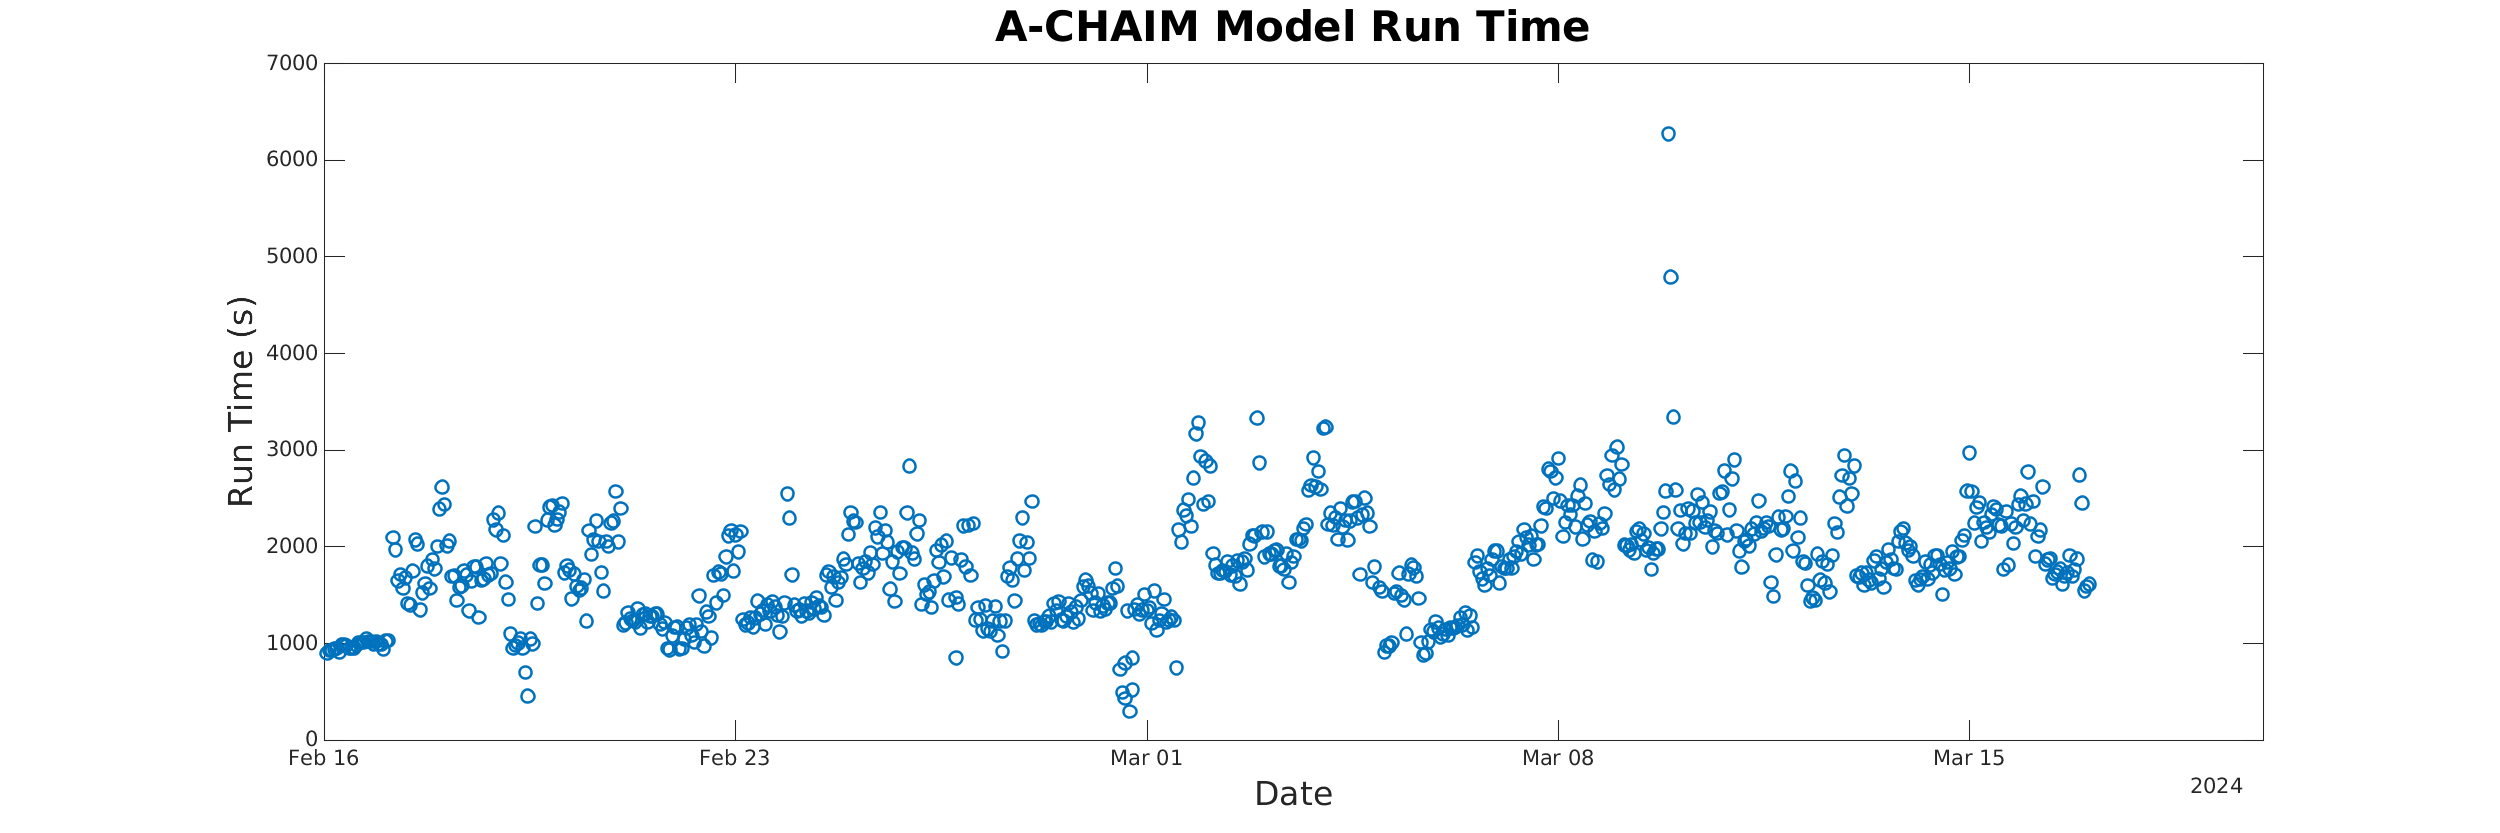 A-CHAIM Model Run Time
7000
6000
5000
4000
3000
2000
1000
0
Run Time (s)
Feb 16
Feb 23
Mar 01
Mar 08
Mar 15
Date
2024